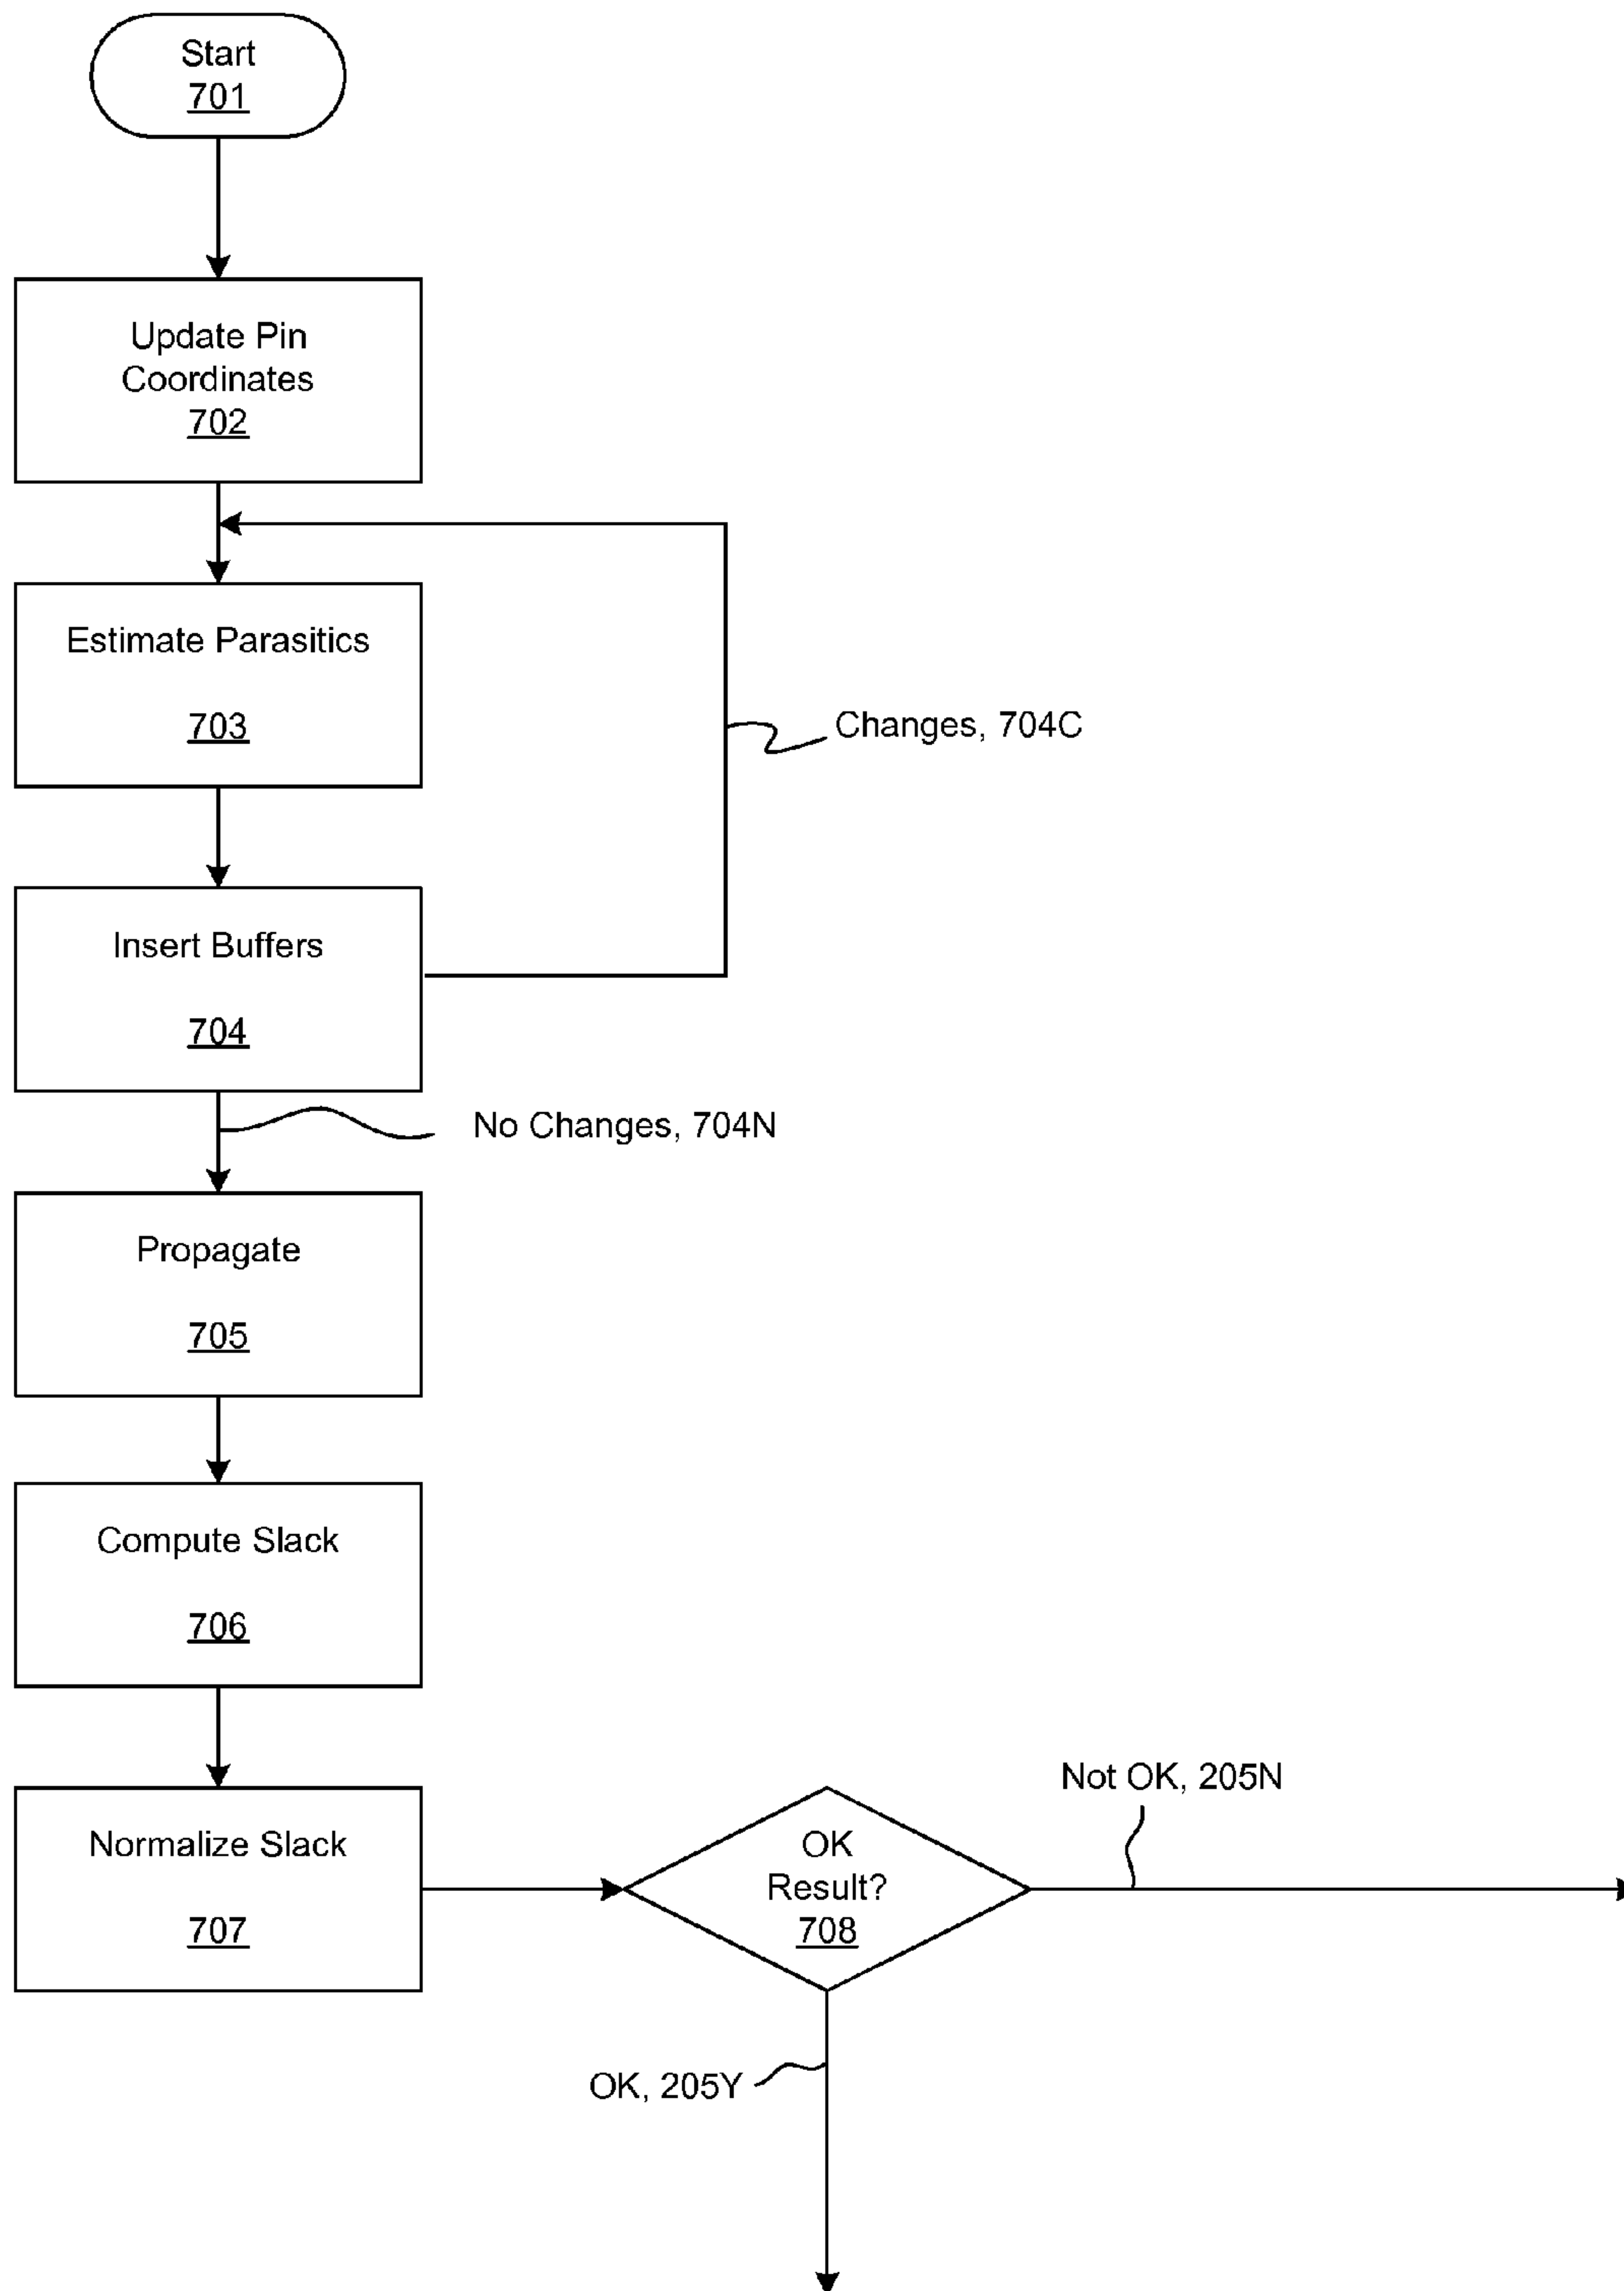 Start
701
Update Pin
Coordinates
702
Estimate Parasitics
703
Changes, 704C
Insert Buffers
704
No Changes, 704N
Propagate
705
Compute Slack
706
Normalize Slack
707
OK
Result?
708
Not OK, 205N
OK, 205Y